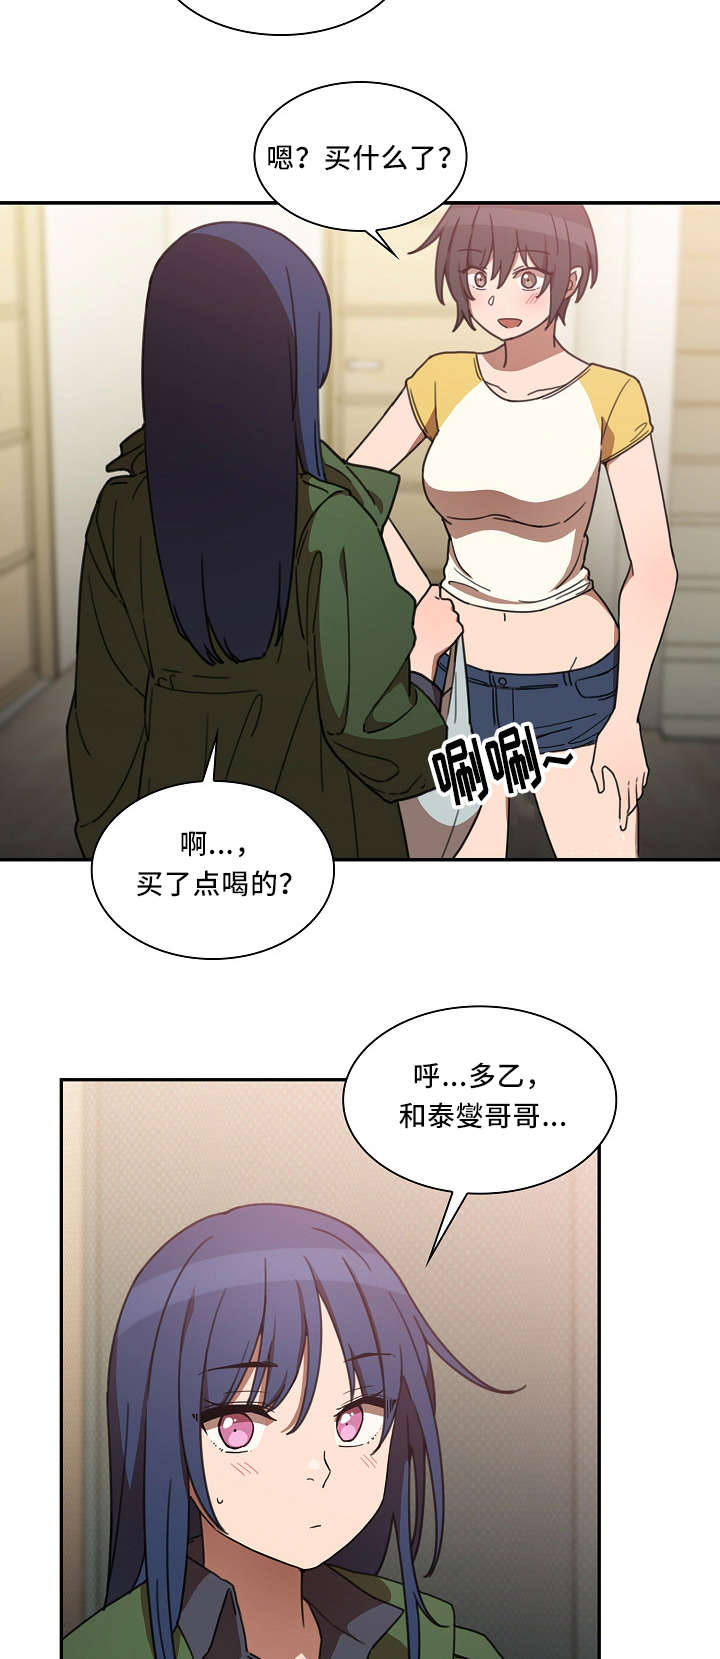 嗯？买什么了？
唰唰~
啊…，
买了点喝的？
呼…多乙，
和泰燮哥哥…